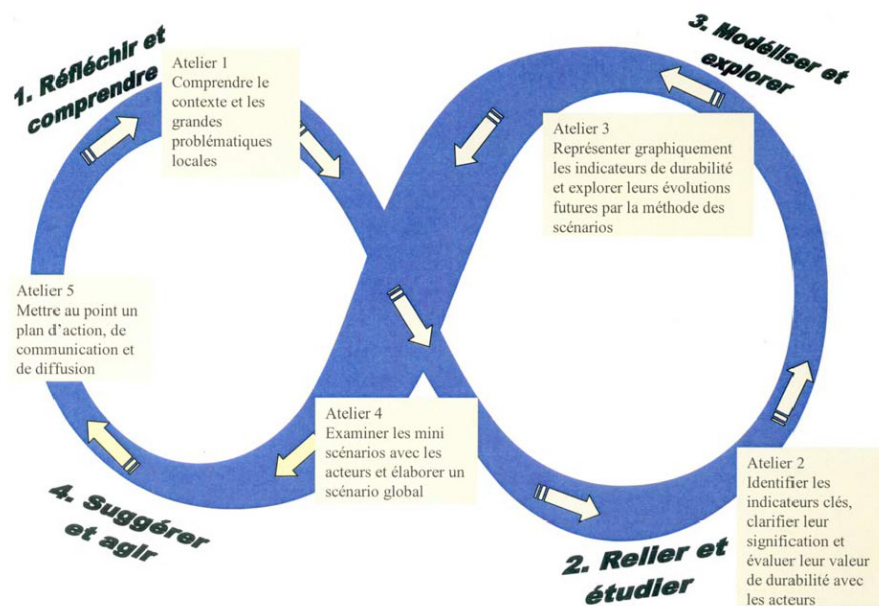 1. Réfléchir et
comprendre
Atelier 1
Comprendre le
contexte et les
grandes
problématiques
locales
3. Modéliser et
explorer
Atelier 3
Représenter graphiquement
les indicateurs de durabilité
et explorer leurs évolutions
futures par la méthode des
scénarios
Atelier 5
Mettre au point un
plan d'action, de
communication et
de diffusion
Atelier 4
Examiner les mini
scénarios avec les
acteurs et élaborer un
scénario global
4. Suggérer
et agir
2. Relier et
étudier
Atelier 2
Identifier les
indicateurs clés,
clarifier leur
signification et
évaluer leur valeur
de durabilité avec
les acteurs